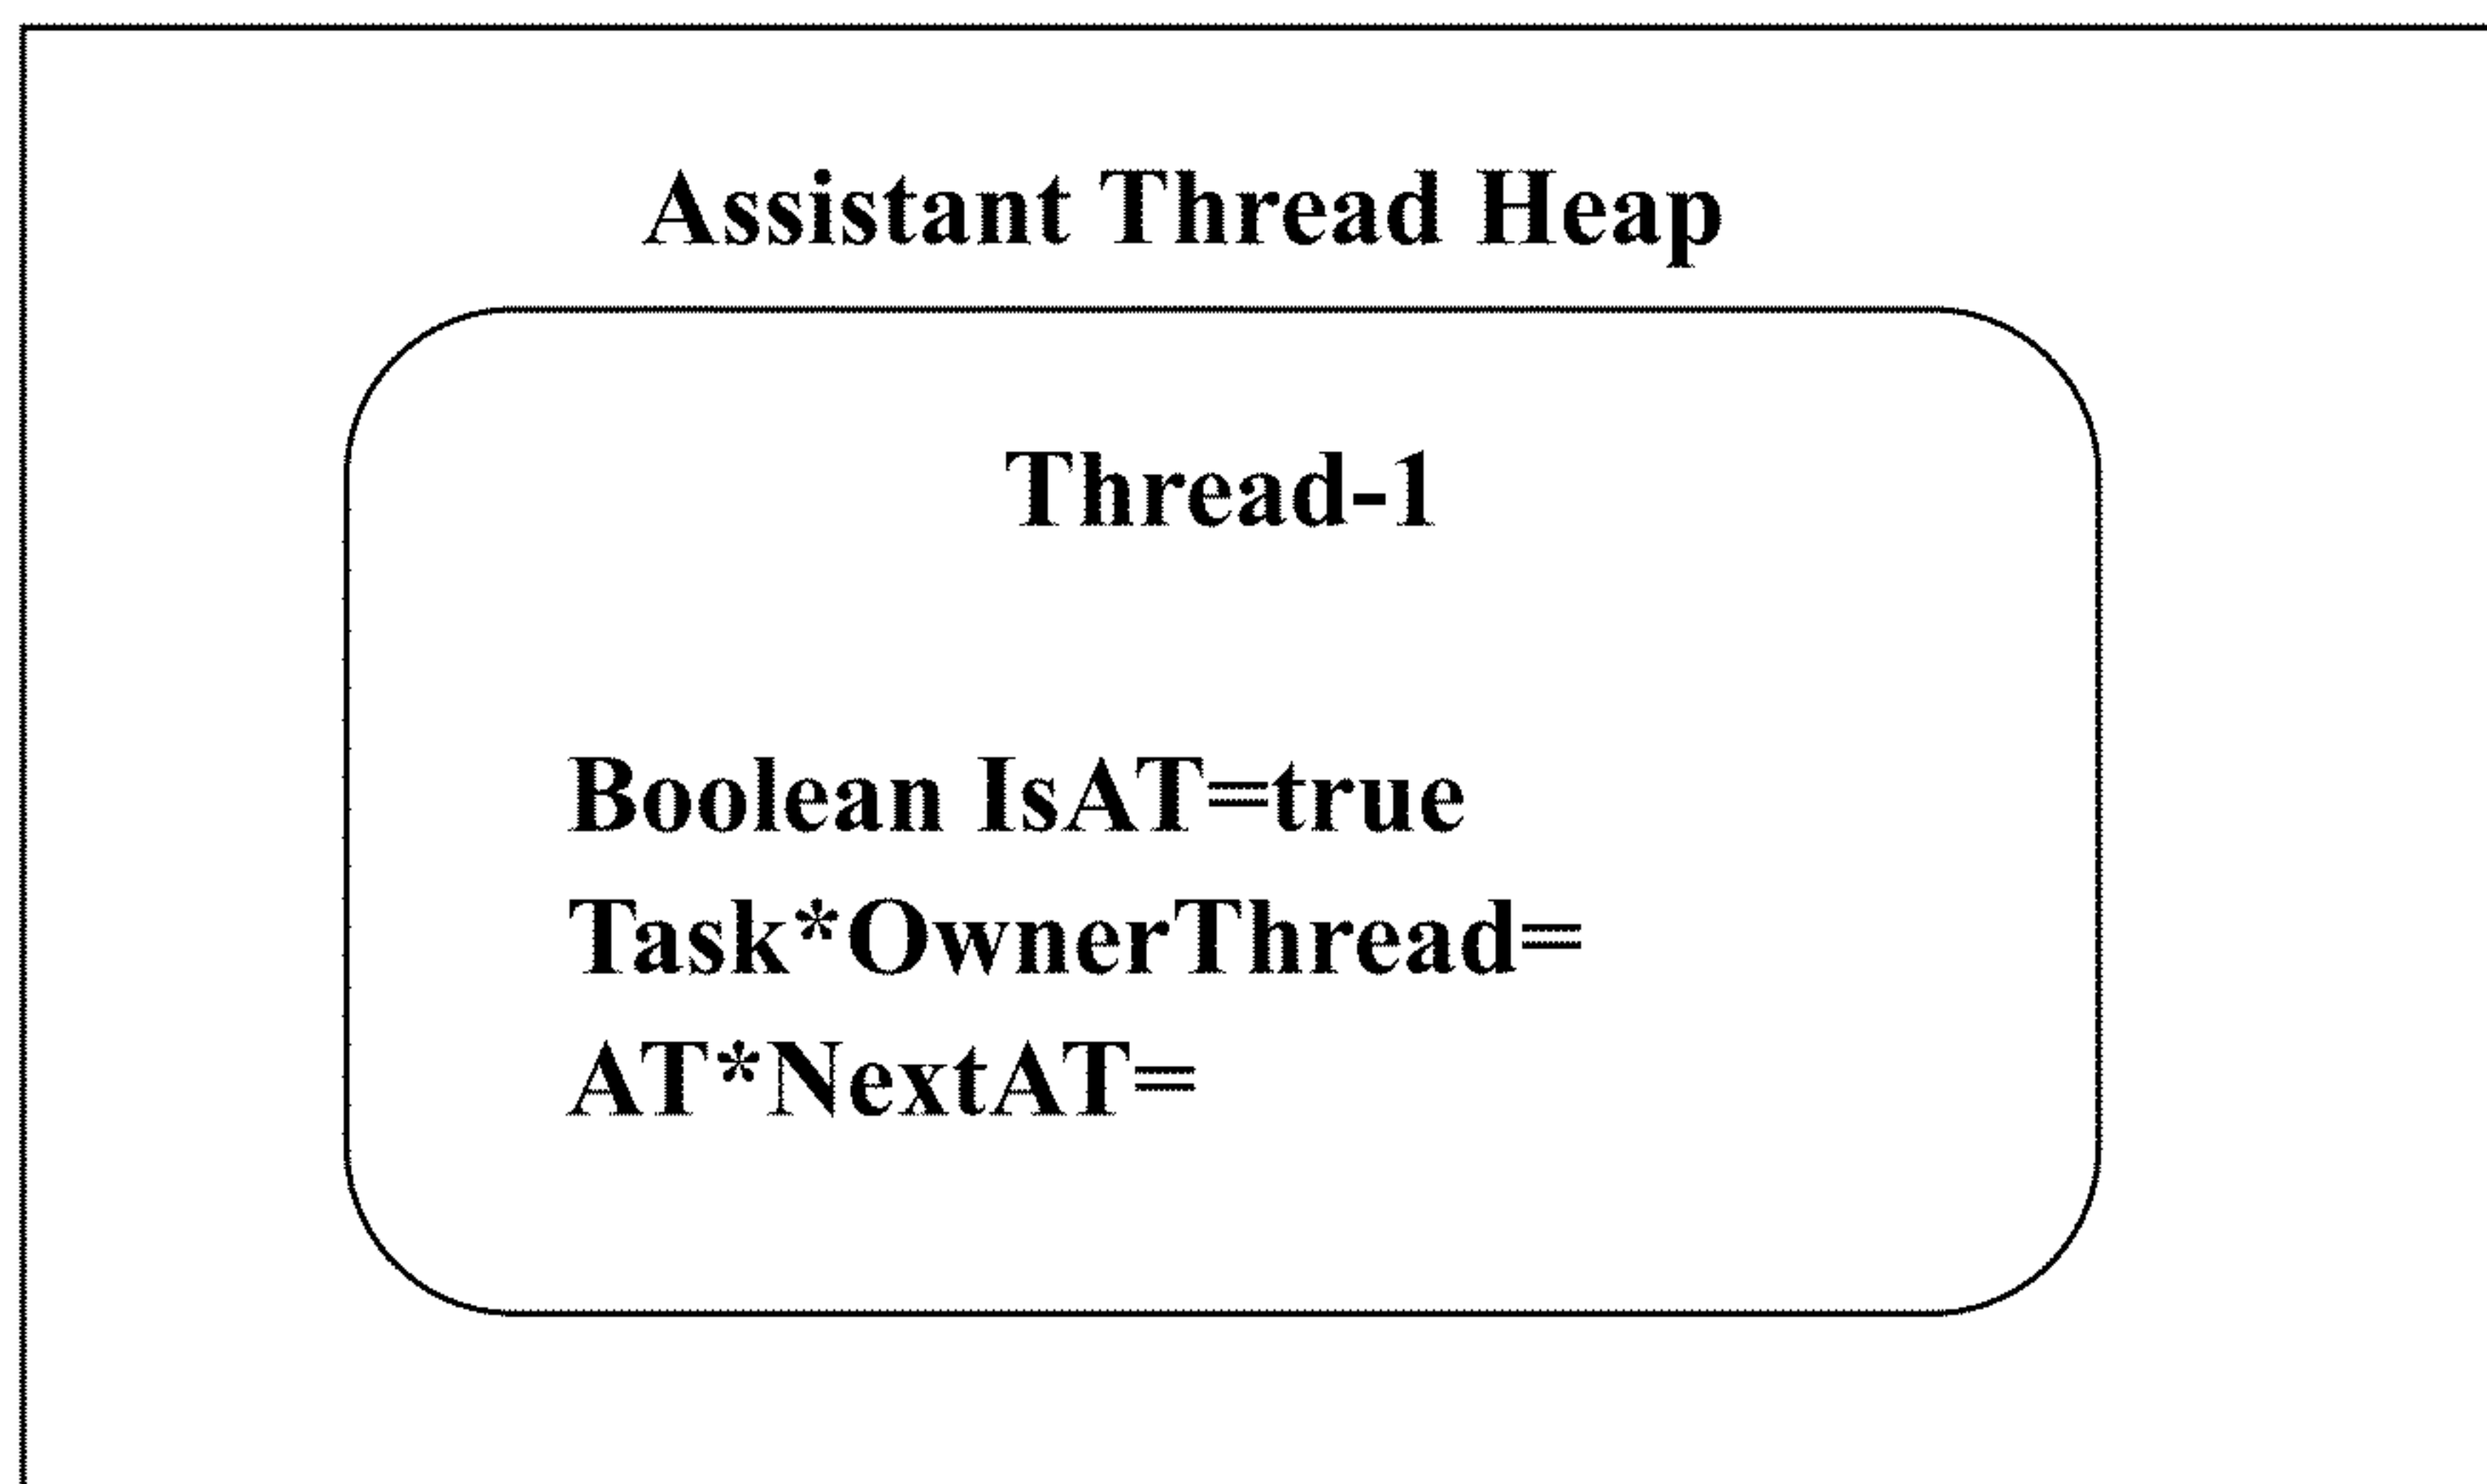 Assistant Thread Heap
Thread-1
Boolean IsAT=true
Task*OwnerThread=
AT*NextAT=